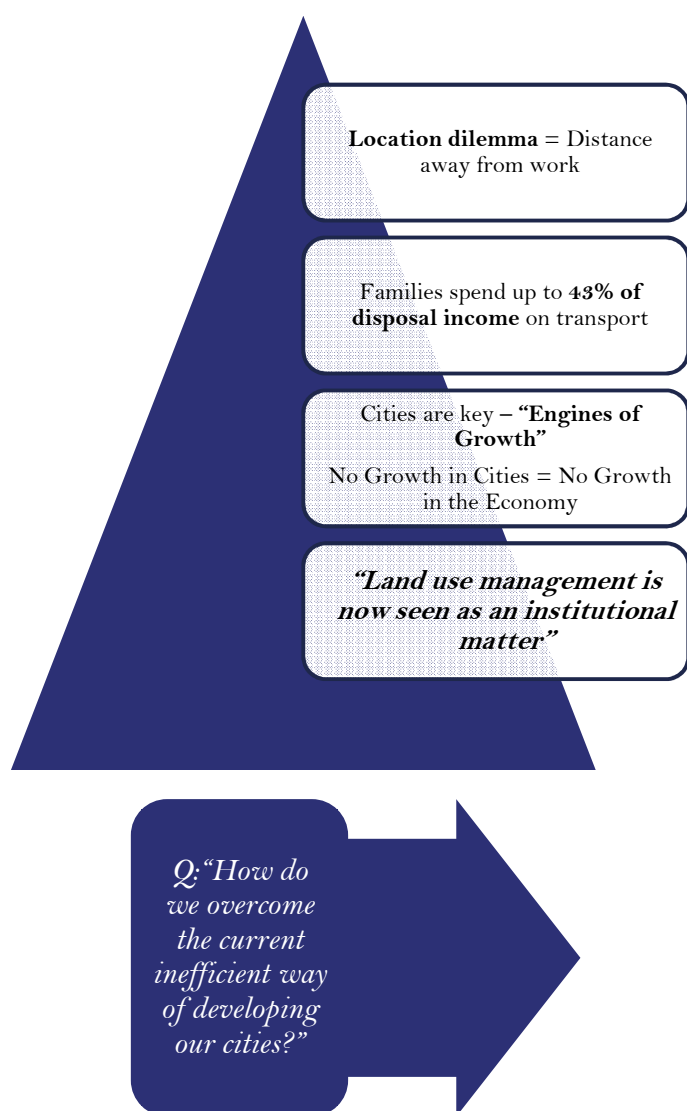 Location dilemma = Distance
away from work
Families spend up to 43% of
disposal income on transport
Cities are key – “Engines of
Growth”
No Growth in Cities = No Growth
in the Economy
“Land use management is
now seen as an institutional
matter”
Q:“How do
we overcome
the current
inefficient way
of developing
our cities?”